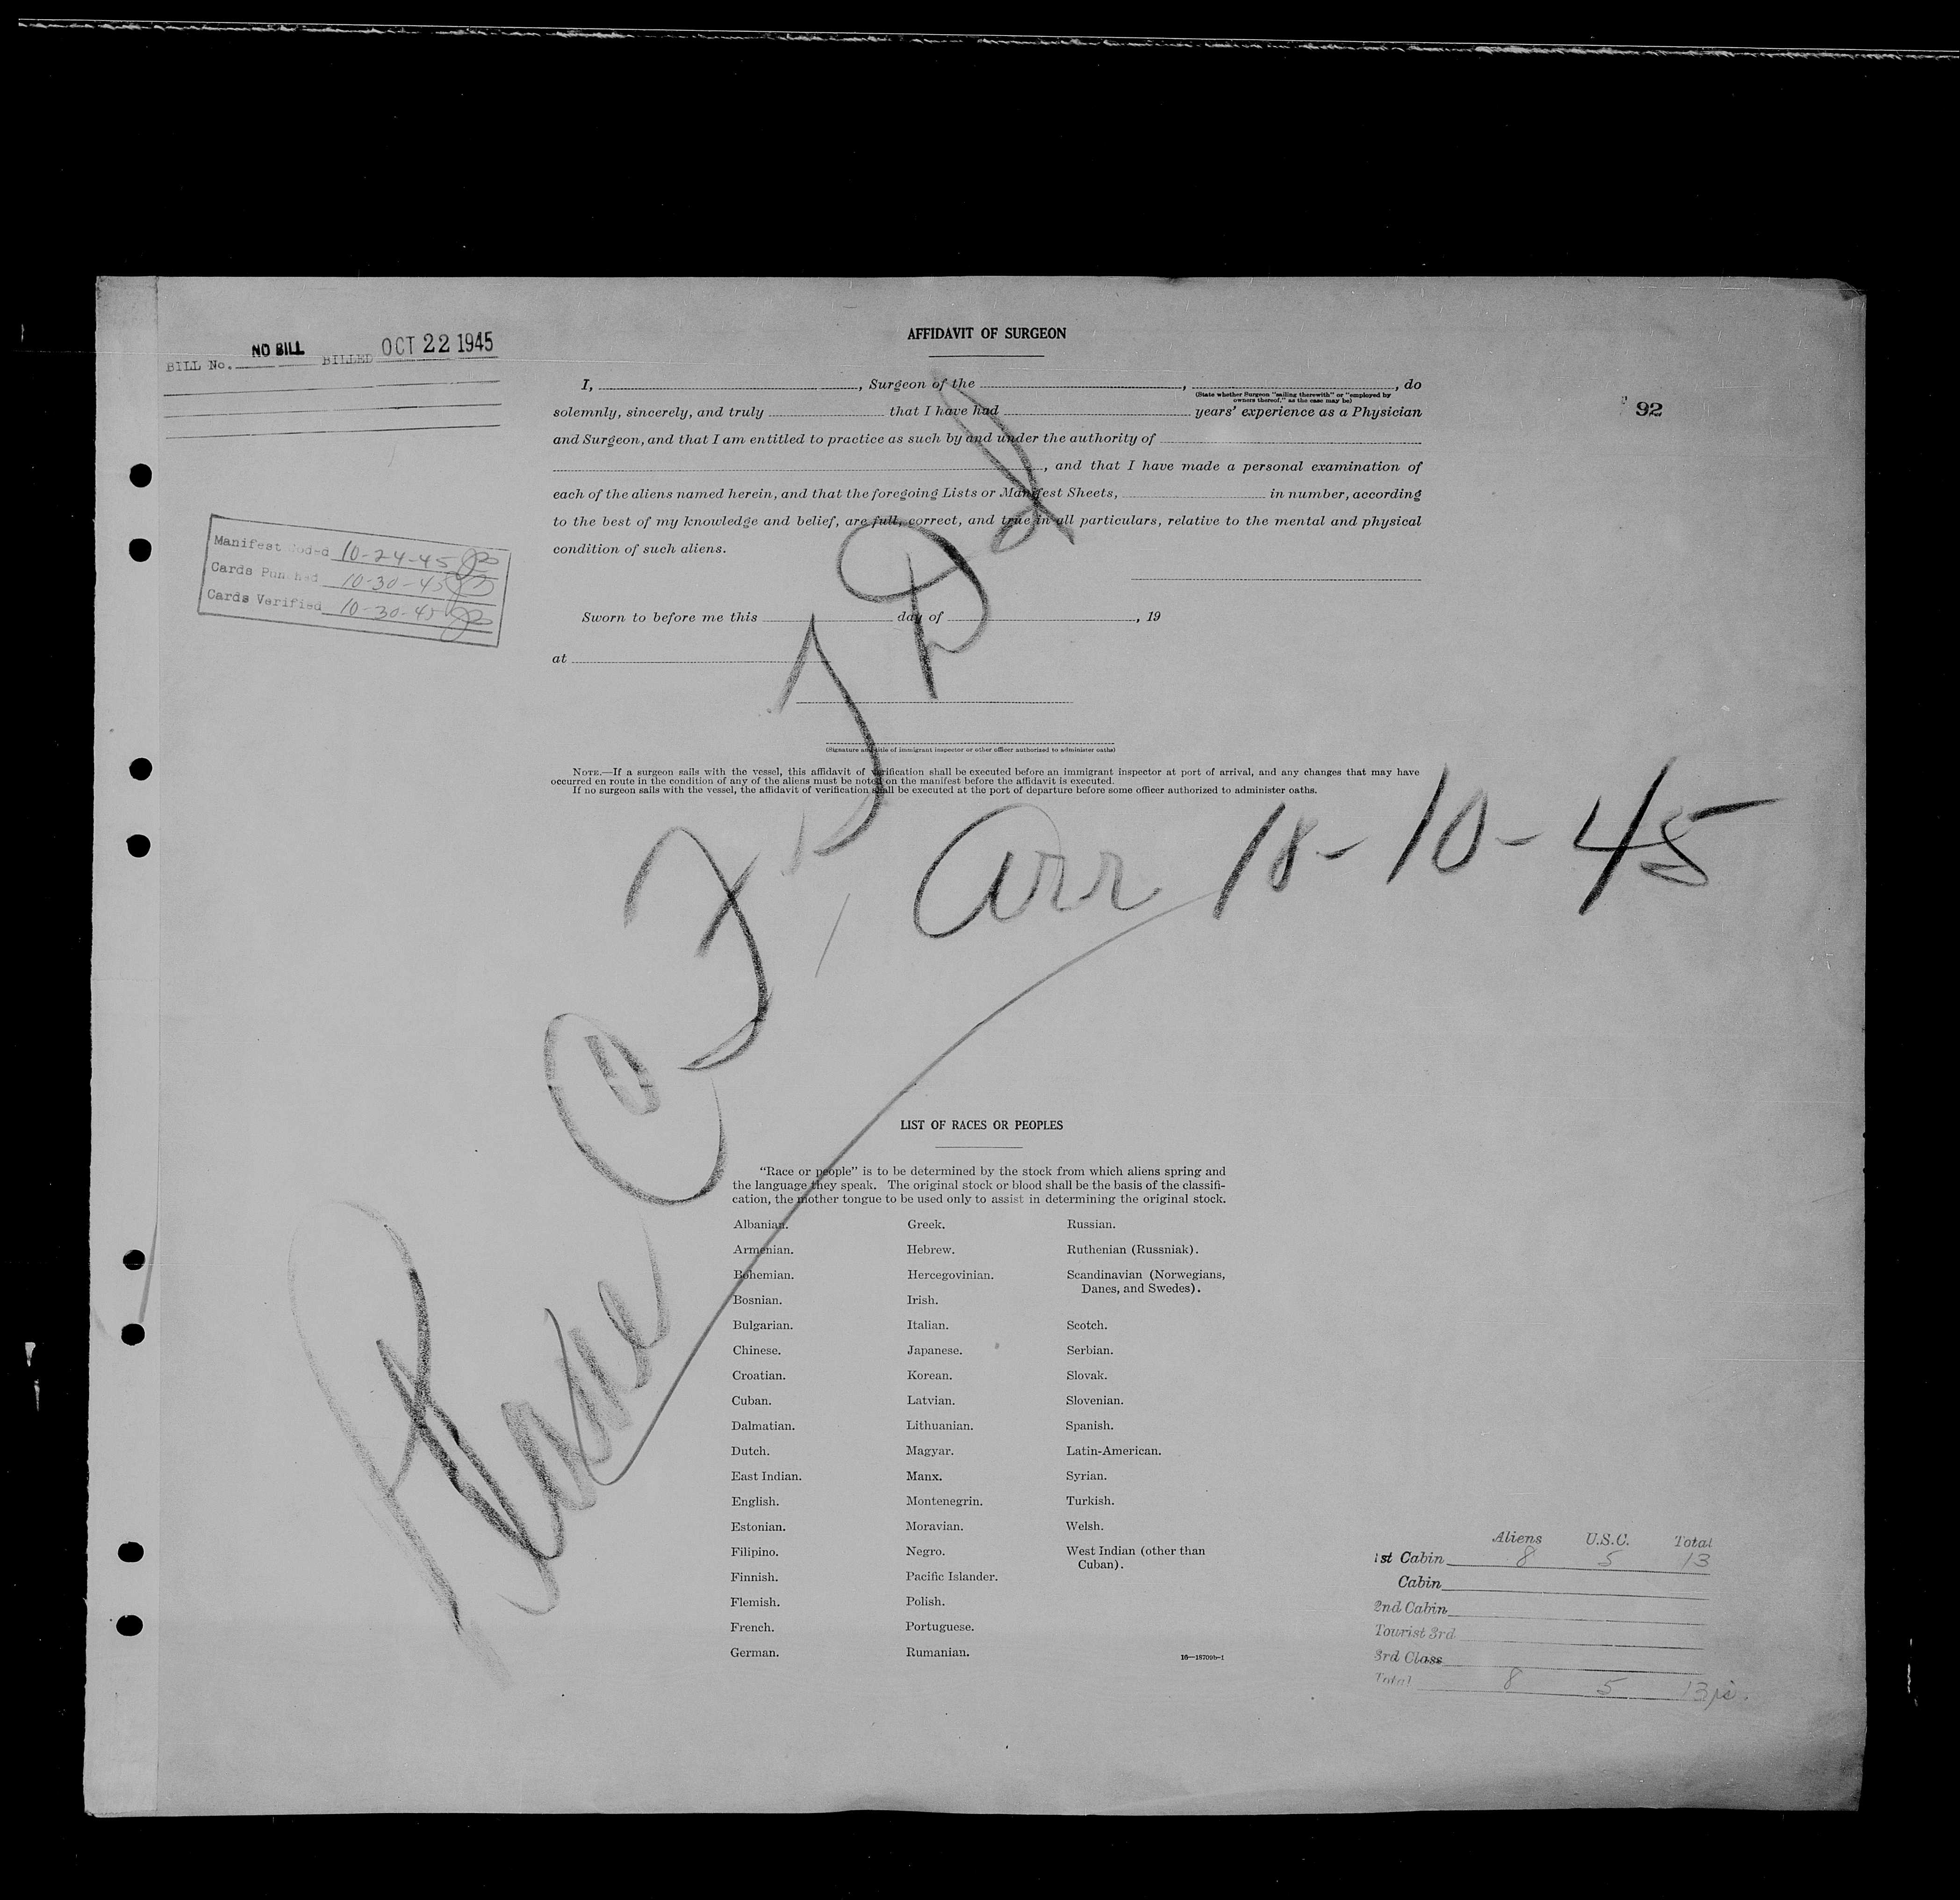 BILL No. NO BILL BILLED OCT 22 1945
AFFIDAVIT OF SURGEON
I, , Surgeon of the , , do
(State whether Surgeon "sailing therewith" or "employed by
owners thereof," as the case may be)
solemnly, sincerely, and truly that I have had years' experience as a Physician
92
and Surgeon, and that I am entitled to practice as such by and under the authority of
, and that I have made a personal examination of
each of the aliens named herein, and that the foregoing Lists or Manifest Sheets, in number, according
to the best of my knowledge and belief, are full, correct, and true in all particulars, relative to the mental and physical
condition of such aliens.
Manifest Coded 10-24-45
Cards Punched 10-30-45
Cards Verified 10-30-45
Sworn to before me this day of , 19
at
(Signature and title of immigrant inspector or other officer authorized to administer oaths)
NOTE.—If a surgeon sails with the vessel, this affidavit of verification shall be executed before an immigrant inspector at port of arrival, and any changes that may have
occurred en route in the condition of any of the aliens must be noted on the manifest before the affidavit is executed.
If no surgeon sails with the vessel, the affidavit of verification shall be executed at the port of departure before some officer authorized to administer oaths.
Arr 18-10-45
LIST OF RACES OR PEOPLES
"Race or people" is to be determined by the stock from which aliens spring and
the language they speak. The original stock or blood shall be the basis of the classifi-
cation, the mother tongue to be used only to assist in determining the original stock.
Albanian.
Armenian.
Bohemian.
Bosnian.
Bulgarian.
Chinese.
Croatian.
Cuban.
Dalmatian.
Dutch.
East Indian.
English.
Estonian.
Filipino.
Finnish.
Flemish.
French.
German.
Greek.
Hebrew.
Hercegovinian.
Irish.
Italian.
Japanese.
Korean.
Latvian.
Lithuanian.
Magyar.
Manx.
Montenegrin.
Moravian.
Negro.
Pacific Islander.
Polish.
Portuguese.
Rumanian.
Russian.
Ruthenian (Russniak).
Scandinavian (Norwegians,
Danes, and Swedes).
Scotch.
Serbian.
Slovak.
Slovenian.
Spanish.
Latin-American.
Syrian.
Turkish.
Welsh.
West Indian (other than
Cuban).
16—18709b-1
Aliens U.S.C. Total
1st Cabin 8 5 13
Cabin
2nd Cabin
Tourist 3rd
3rd Class
Total 8 5 13